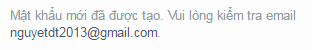 Mật khẩu mới đã được tạo. Vui lòng kiểm tra email
nguyetdt2013@gmail.com.